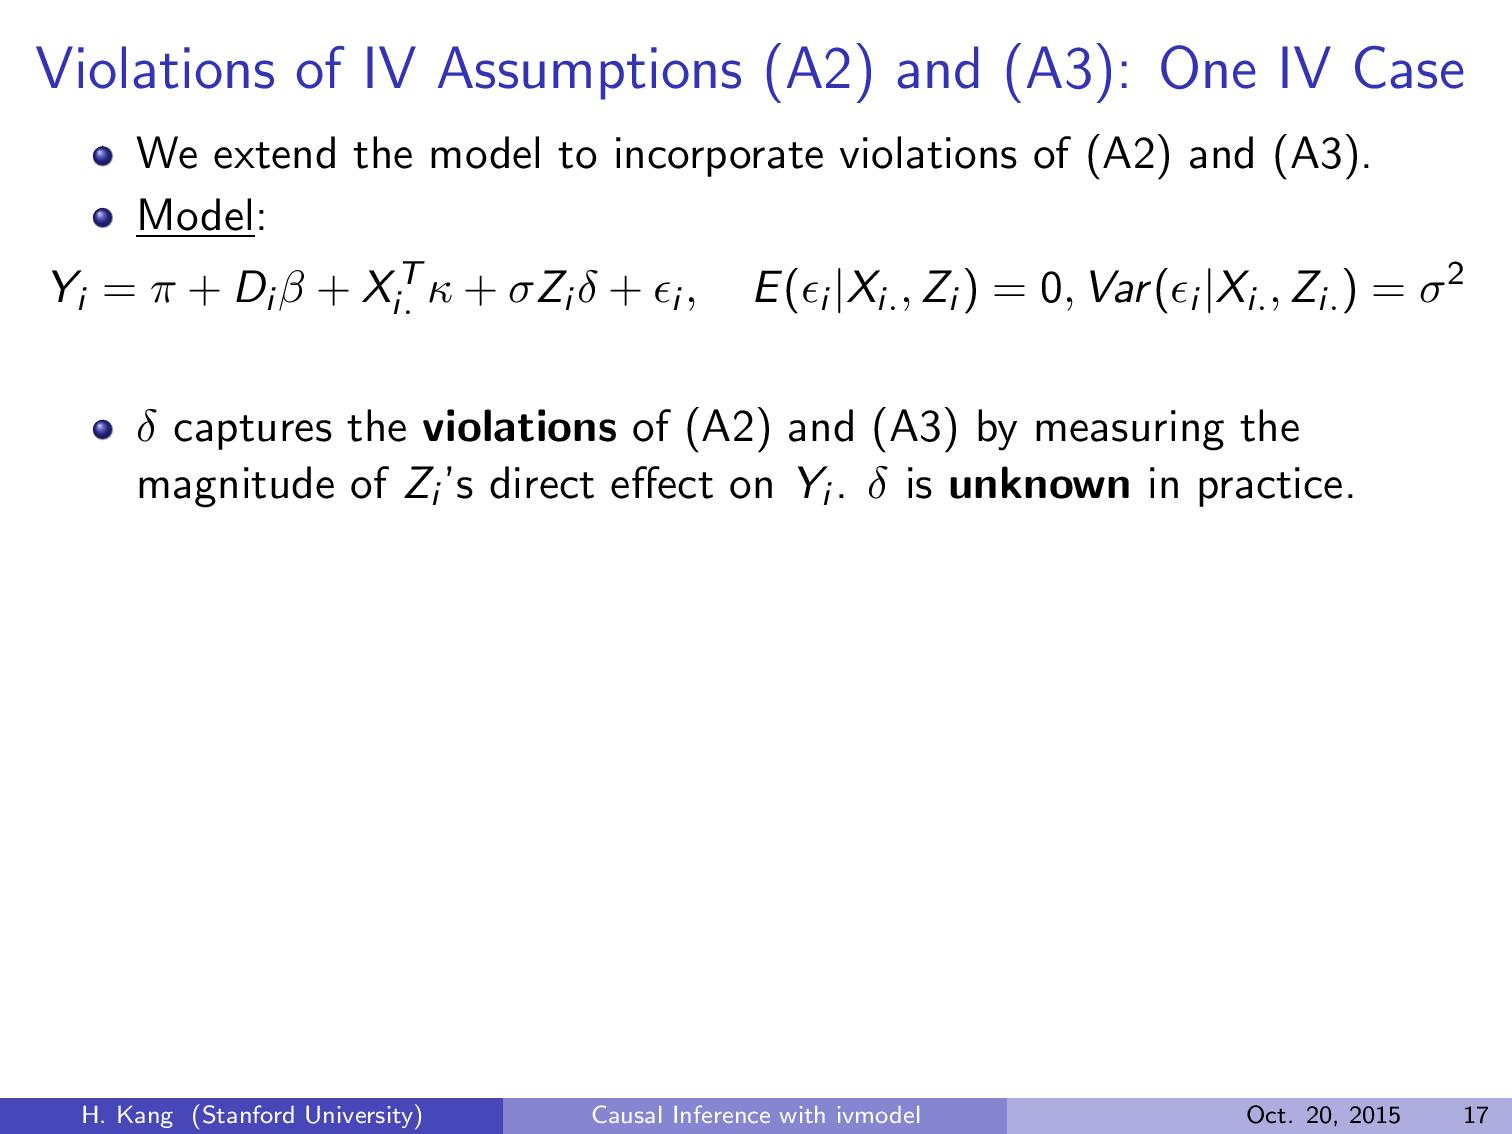 Violations of IV Assumptions (A2) and (A3): One IV Case
We extend the model to incorporate violations of (A2) and (A3).
Model:
Y_i = π + D_iβ + X_{i.}^T κ + σZ_iδ + ϵ_i,   E(ϵ_i|X_{i.}, Z_i) = 0, Var(ϵ_i|X_{i.}, Z_{i.}) = σ^2
δ captures the violations of (A2) and (A3) by measuring the
magnitude of Z_i's direct effect on Y_i. δ is unknown in practice.
H. Kang (Stanford University) Causal Inference with ivmodel Oct. 20, 2015 17